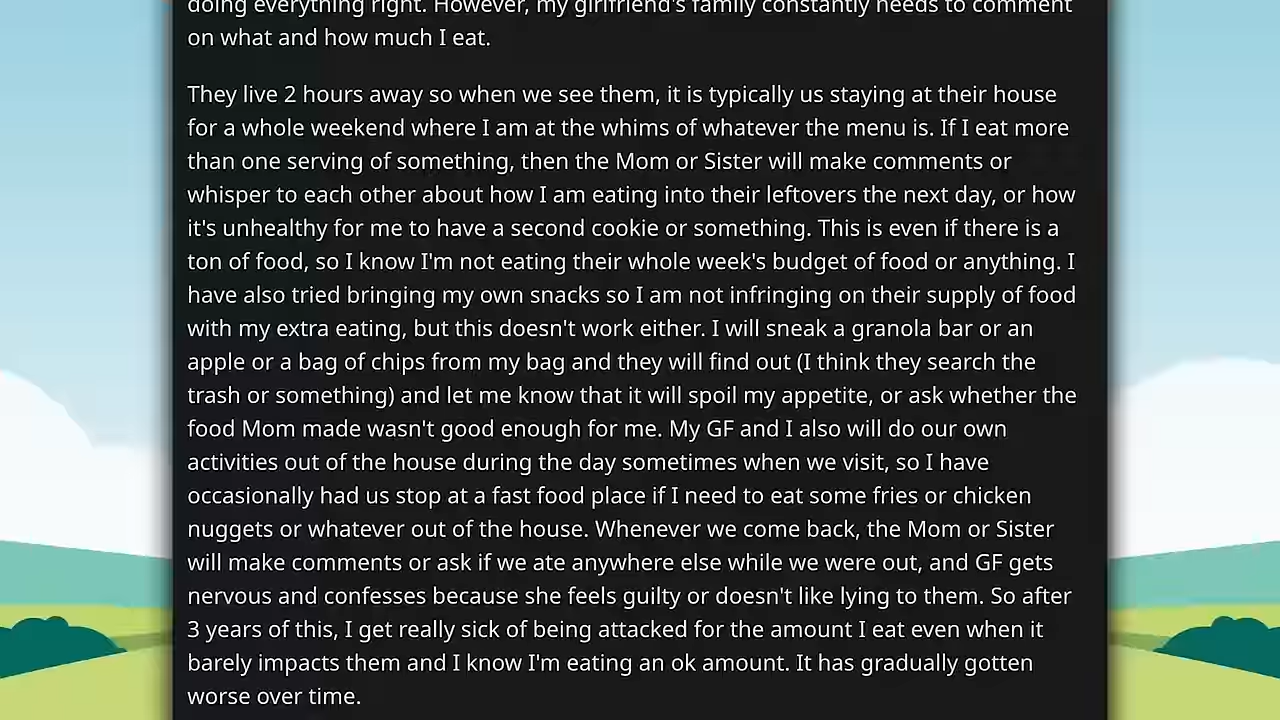 doing everything right. However, my girlfriend's family constantly needs to comment
on what and how much I eat.
They live 2 hours away so when we see them, it is typically us staying at their house
for a whole weekend where I am at the whims of whatever the menu is. If I eat more
than one serving of something, then the Mom or Sister will make comments or
whisper to each other about how I am eating into their leftovers the next day, or how
it's unhealthy for me to have a second cookie or something. This is even if there is a
ton of food, so I know I'm not eating their whole week's budget of food or anything. I
have also tried bringing my own snacks so I am not infringing on their supply of food
with my extra eating, but this doesn't work either. I will sneak a granola bar or an
apple or a bag of chips from my bag and they will find out (I think they search the
trash or something) and let me know that it will spoil my appetite, or ask whether the
food Mom made wasn't good enough for me. My GF and I also will do our own
activities out of the house during the day sometimes when we visit, so I have
occasionally had us stop at a fast food place if I need to eat some fries or chicken
nuggets or whatever out of the house. Whenever we come back, the Mom or Sister
will make comments or ask if we ate anywhere else while we were out, and GF gets
nervous and confesses because she feels guilty or doesn't like lying to them. So after
3 years of this, I get really sick of being attacked for the amount I eat even when it
barely impacts them and I know I'm eating an ok amount. It has gradually gotten
worse over time.